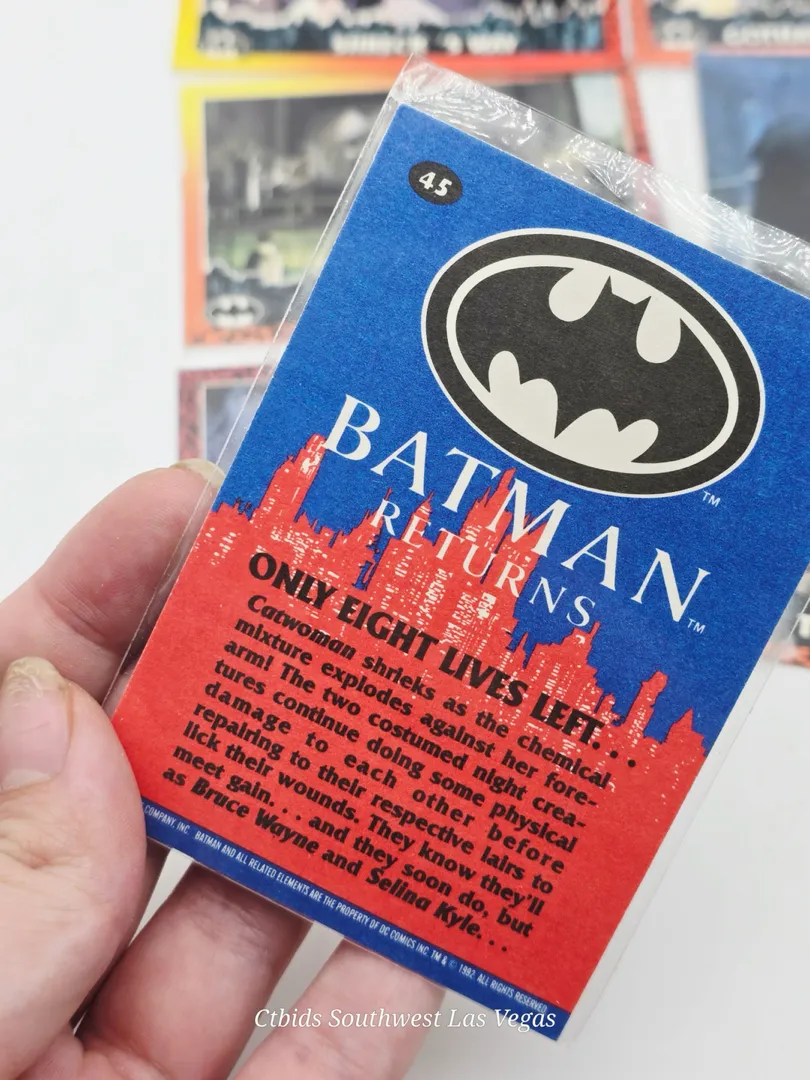 45
BATMAN TM
RETURNS TM
ONLY EIGHT LIVES LEFT. . .
Catwoman shrieks as the chemical
mixture explodes against her fore-
arm! The two costumed night crea-
tures continue doing some physical
damage to each other before
repairing to their respective lairs to
lick their wounds. They know they'll
meet gain. . . and they soon do, but
as Bruce Wayne and Selina Kyle. . .
COMPANY, INC. BATMAN AND ALL RELATED ELEMENTS ARE THE PROPERTY OF DC COMICS INC. TM & © 1992. ALL RIGHTS RESERVED.
Ctbids Southwest Las Vegas